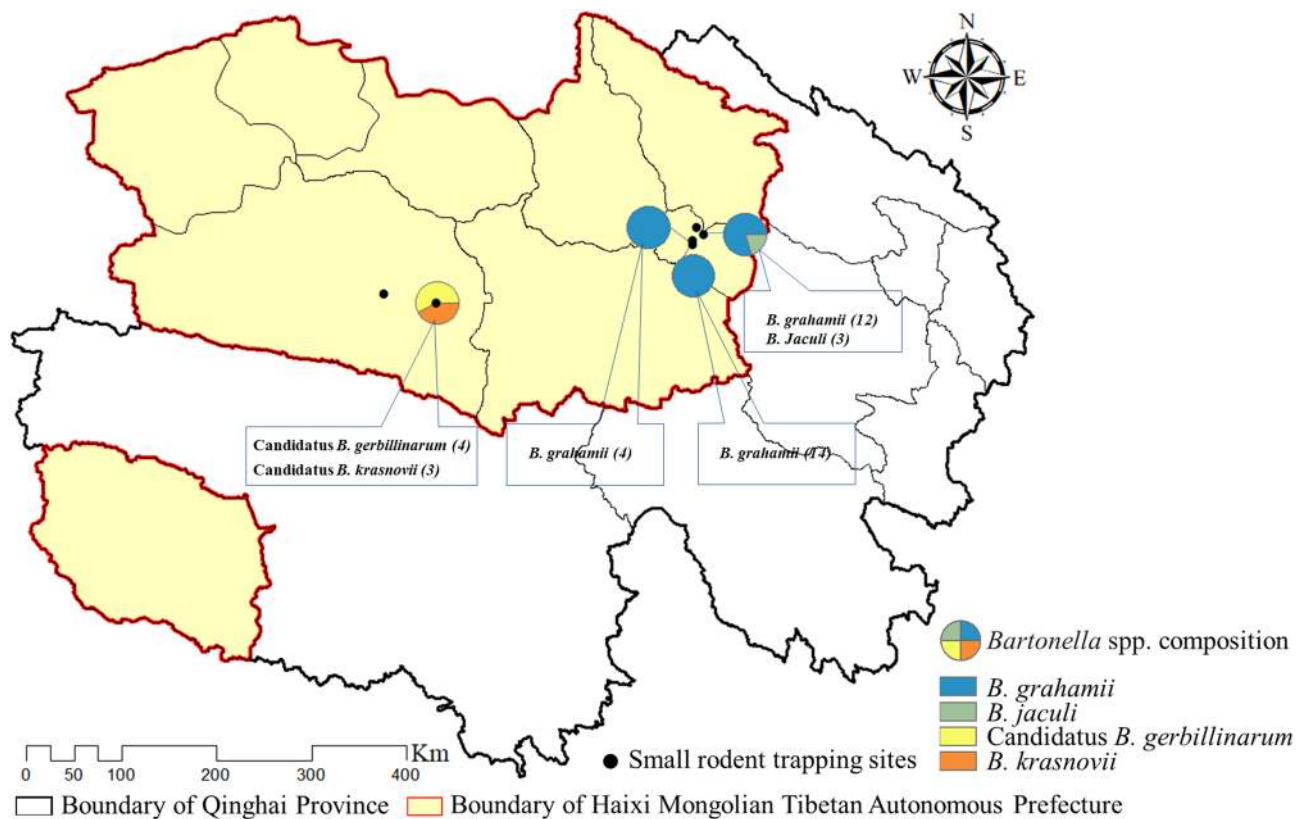 N
W
E
S
B. grahamii (12)
B. Jaculi (3)
Candidatus B. gerbillinarum (4)
Candidatus B. krasnovii (3)
B. grahamii (4)
B. grahamii (14)
Bartonella spp. composition
B. grahamii
B. jaculi
Candidatus B. gerbillinarum
B. krasnovii
Km
0 50 100 200 300 400
Small rodent trapping sites
Boundary of Qinghai Province
Boundary of Haixi Mongolian Tibetan Autonomous Prefecture